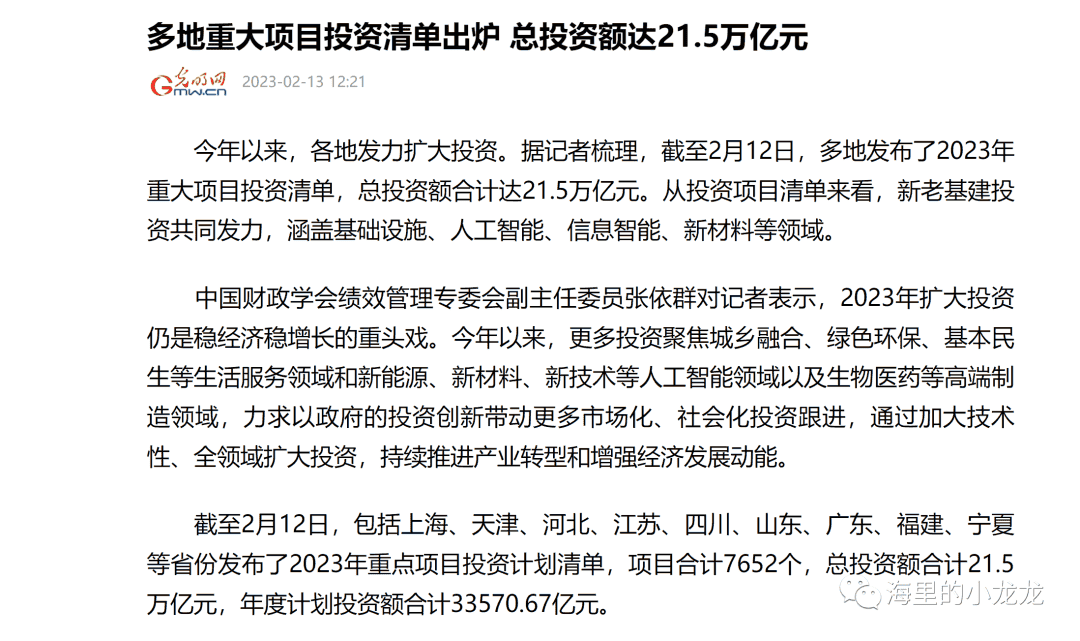 多地重大项目投资清单出炉 总投资额达21.5万亿元
光明网 GMW.CN 2023-02-13 12:21
今年以来，各地发力扩大投资。据记者梳理，截至2月12日，多地发布了2023年
重大项目投资清单，总投资额合计达21.5万亿元。从投资项目清单来看，新老基建投
资共同发力，涵盖基础设施、人工智能、信息智能、新材料等领域。
中国财政学会绩效管理专委会副主任委员张依群对记者表示，2023年扩大投资
仍是稳经济稳增长的重头戏。今年以来，更多投资聚焦城乡融合、绿色环保、基本民
生等生活服务领域和新能源、新材料、新技术等人工智能领域以及生物医药等高端制
造领域，力求以政府的投资创新带动更多市场化、社会化投资跟进，通过加大技术
性、全领域扩大投资，持续推进产业转型和增强经济发展动能。
截至2月12日，包括上海、天津、河北、江苏、四川、山东、广东、福建、宁夏
等省份发布了2023年重点项目投资计划清单，项目合计7652个，总投资额合计21.5
万亿元，年度计划投资额合计33570.67亿元。
海里的小龙龙